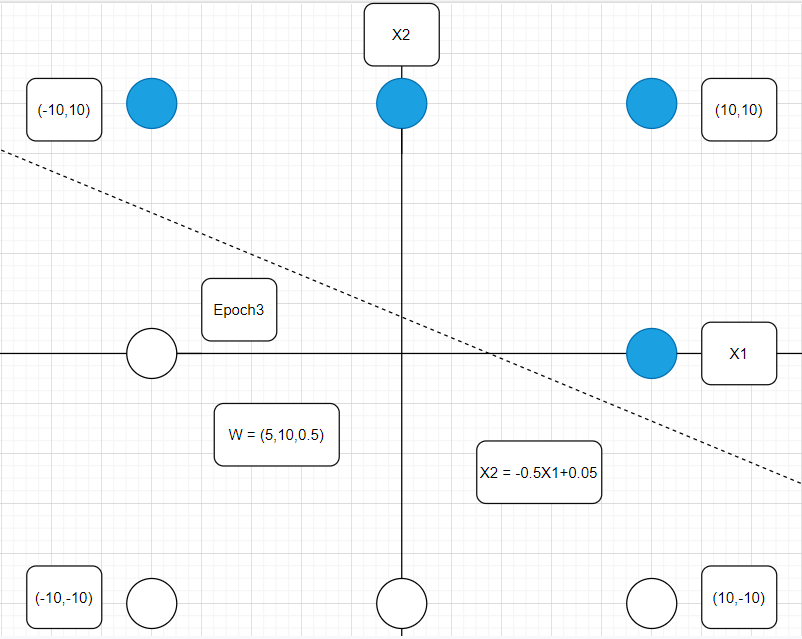 X2
(-10,10)
(10,10)
Epoch3
X1
W = (5,10,0.5)
X2 = -0.5X1+0.05
(-10,-10)
(10,-10)